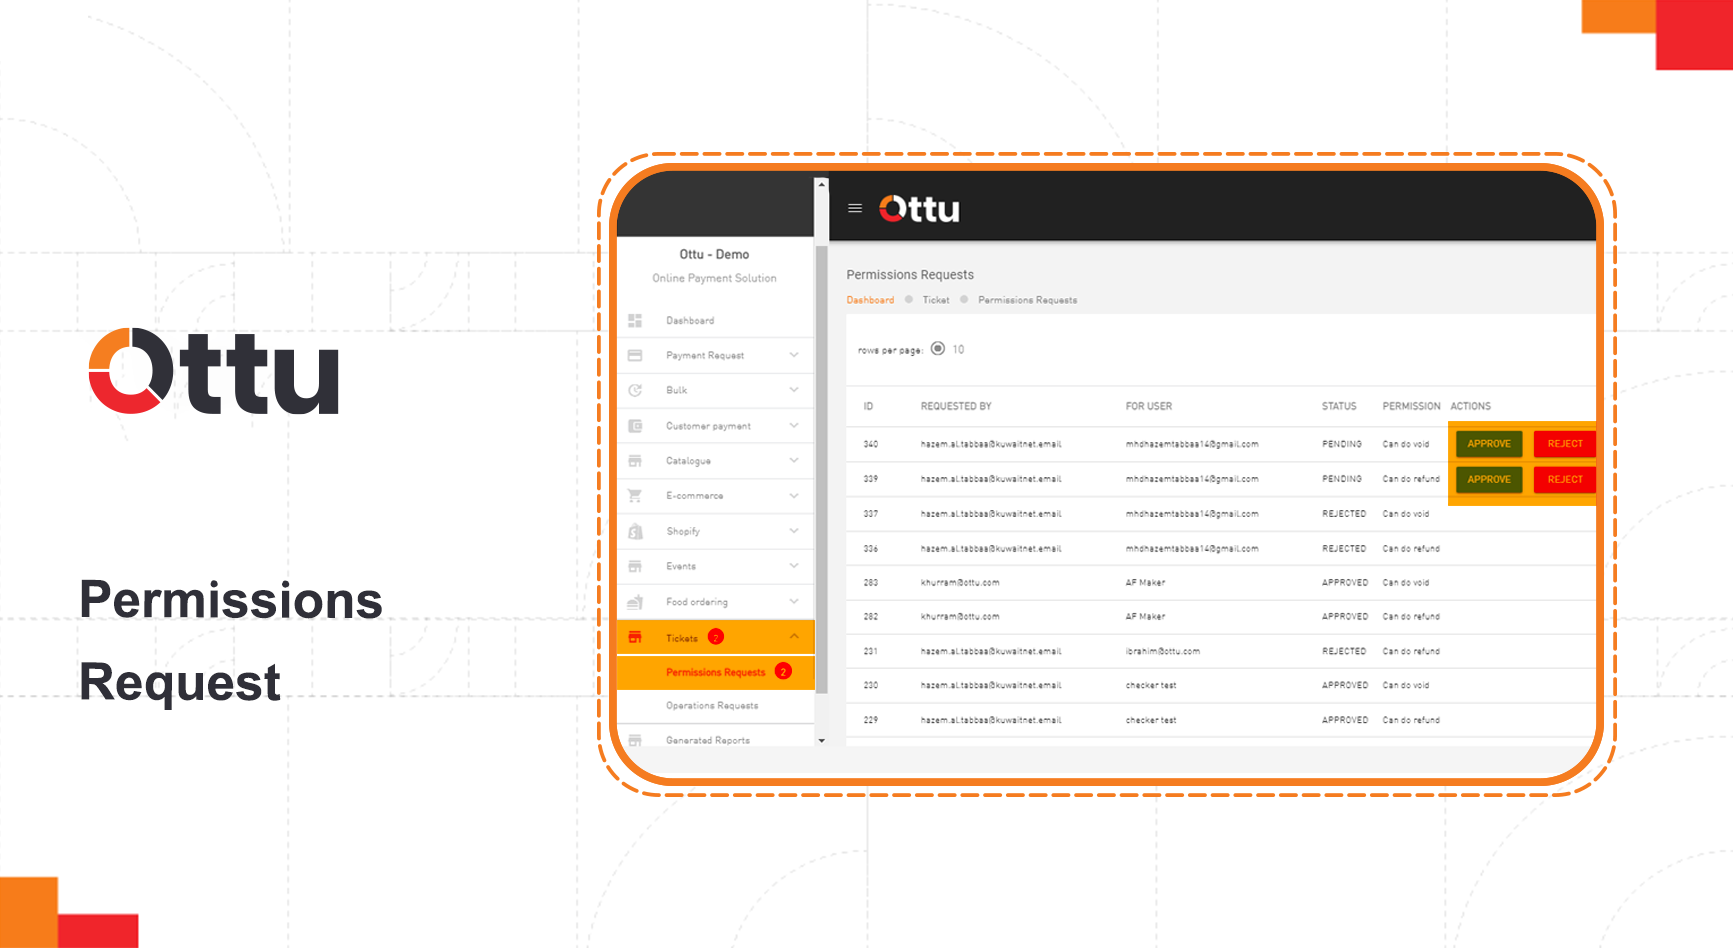 Ottu
Permissions
Request
Ottu
Ottu - Demo
Online Payment Solution
Dashboard
Payment Request
Bulk
Customer payment
Catalogue
E-commerce
Shopify
Events
Food ordering
Tickets 2
Permissions Requests 2
Operations Requests
Generated Reports
Permissions Requests
Dashboard Ticket Permissions Requests
rows per page: 10
ID REQUESTED BY FOR USER STATUS PERMISSION ACTIONS
340 hazem.al.tabbaa@kuwaitnet.email mhdhazemtabbaa14@gmail.com PENDING Can do void APPROVE REJECT
339 hazem.al.tabbaa@kuwaitnet.email mhdhazemtabbaa14@gmail.com PENDING Can do refund APPROVE REJECT
337 hazem.al.tabbaa@kuwaitnet.email mhdhazemtabbaa14@gmail.com REJECTED Can do void
336 hazem.al.tabbaa@kuwaitnet.email mhdhazemtabbaa14@gmail.com REJECTED Can do refund
283 khurram@ottu.com AF Maker APPROVED Can do void
282 khurram@ottu.com AF Maker APPROVED Can do refund
231 hazem.al.tabbaa@kuwaitnet.email ibrahim@ottu.com REJECTED Can do refund
230 hazem.al.tabbaa@kuwaitnet.email checker test APPROVED Can do void
229 hazem.al.tabbaa@kuwaitnet.email checker test APPROVED Can do refund